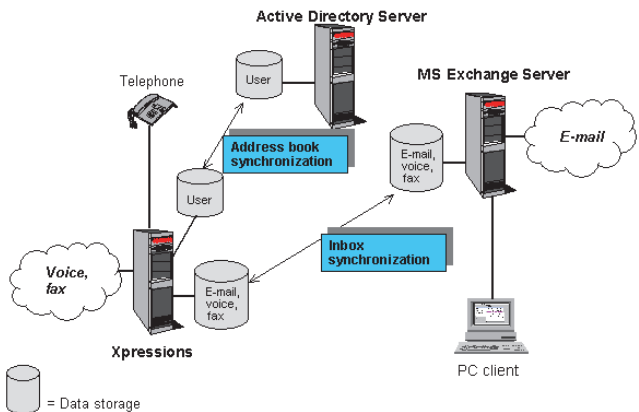 Active Directory Server
Telephone
User
MS Exchange Server
E-mail
Address book
synchronization
E-mail,
voice,
fax
User
Inbox
synchronization
Voice,
fax
E-mail,
voice,
fax
Xpressions
PC client
= Data storage